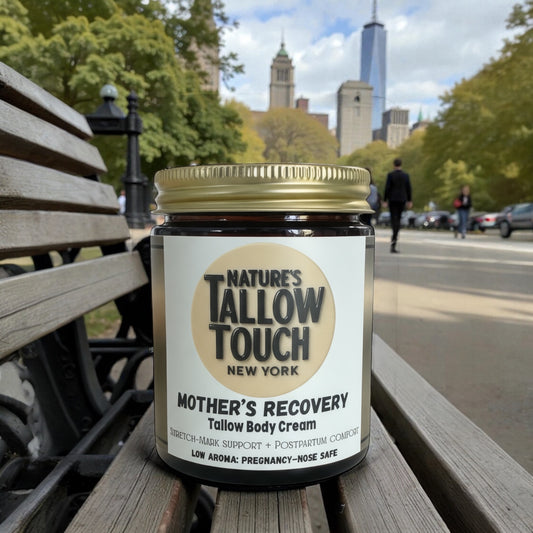 NATURE'S
TALLOW
TOUCH
NEW YORK
MOTHER'S RECOVERY
Tallow Body Cream
Stretch-Mark support + Postpartum comfort
LOW AROMA: PREGNANCY-NOSE SAFE